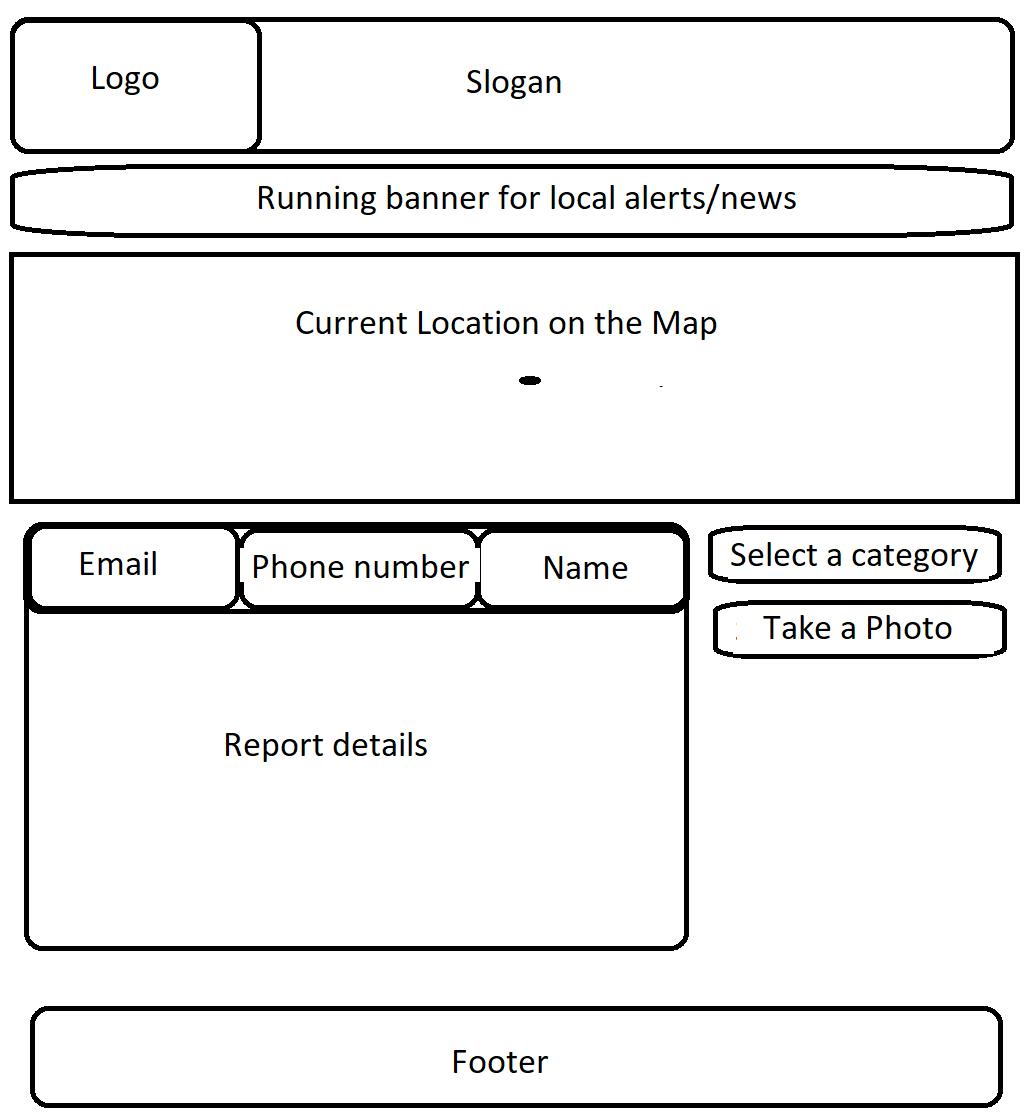 Logo
Slogan
Running banner for local alerts/news
Current Location on the Map
Email
Phone number
Name
Select a category
Take a Photo
Report details
Footer